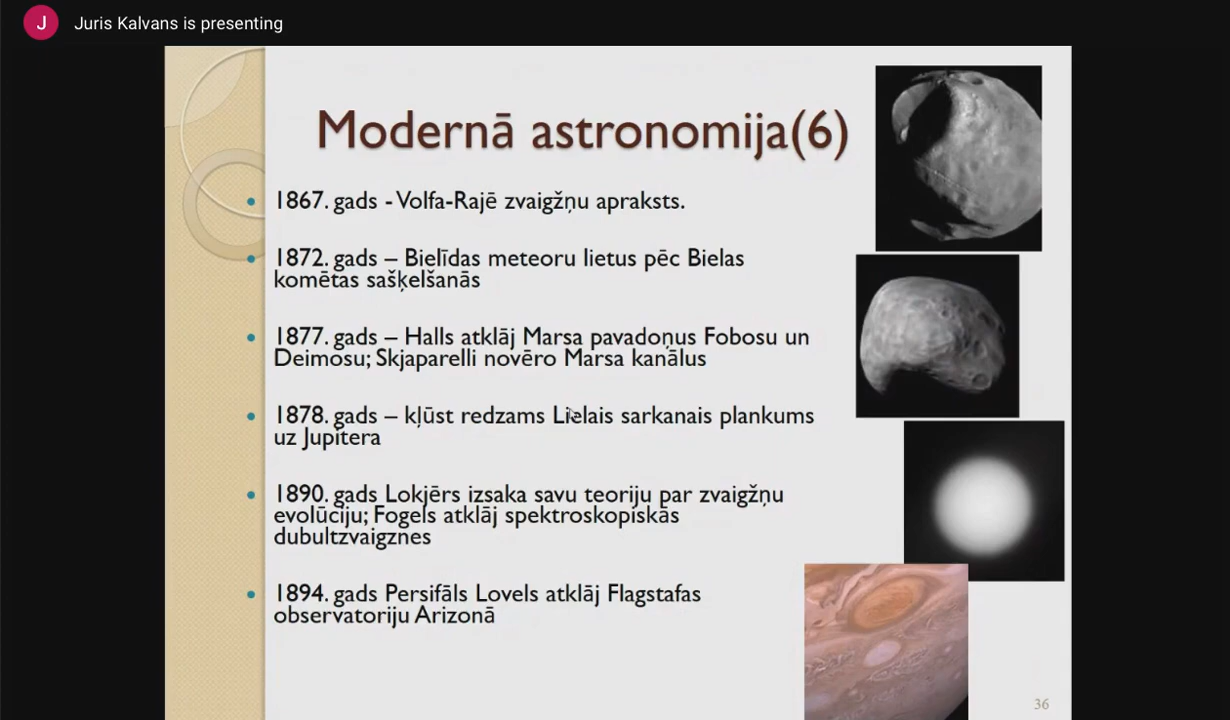 J
Juris Kalvans is presenting
Modernā astronomija(6)
• 1867. gads - Volfa-Rajē zvaigžņu apraksts.
• 1872. gads – Bielīdas meteoru lietus pēc Bielas
komētas sašķelšanās
• 1877. gads – Halls atklāj Marsa pavadoņus Fobosu un
Deimosu; Skjaparelli novēro Marsa kanālus
• 1878. gads – kļūst redzams Lielais sarkanais plankums
uz Jupitera
• 1890. gads Lokjērs izsaka savu teoriju par zvaigžņu
evolūciju; Fogels atklāj spektroskopiskās
dubultzvaigznes
• 1894. gads Persifāls Lovels atklāj Flagstafas
observatoriju Arizonā
36